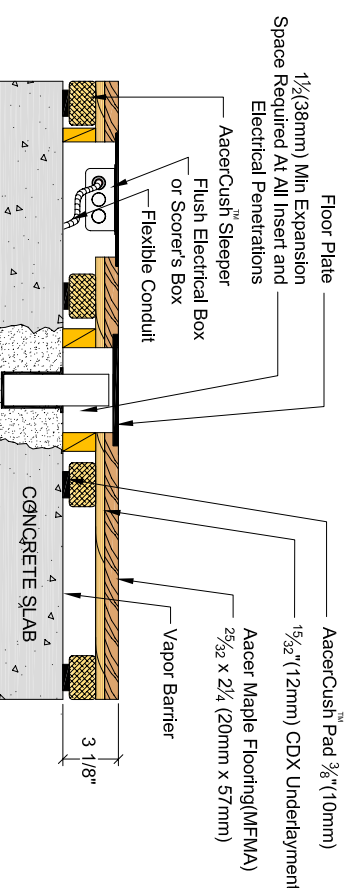 Floor Plate
1½(38mm) Min Expansion
Space Required At All Insert and
Electrical Penetrations
AacerCush™ Sleeper
Flush Electrical Box
or Scorer's Box
Flexible Conduit
AacerCush™ Pad ⅜"(10mm)
15⁄32"(12mm) CDX Underlayment
Aacer Maple Flooring(MFMA)
25⁄32 x 2¼ (20mm x 57mm)
Vapor Barrier
3 1/8"
CONCRETE SLAB